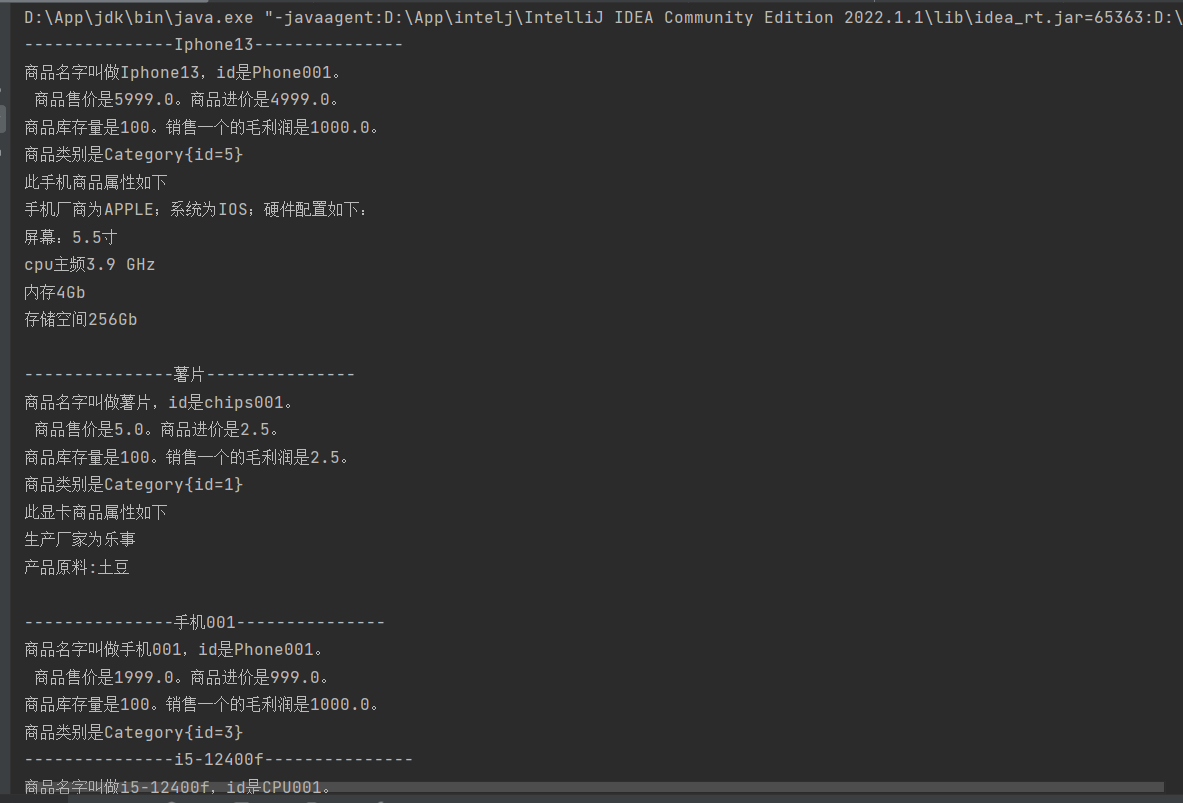 D:\App\jdk\bin\java.exe "-javaagent:D:\App\intelj\IntelliJ IDEA Community Edition 2022.1.1\lib\idea_rt.jar=65363:D:\
---------------Iphone13---------------
商品名字叫做Iphone13，id是Phone001。
 商品售价是5999.0。商品进价是4999.0。
商品库存量是100。销售一个的毛利润是1000.0。
商品类别是Category{id=5}
此手机商品属性如下
手机厂商为APPLE；系统为IOS；硬件配置如下：
屏幕：5.5寸
cpu主频3.9 GHz
内存4Gb
存储空间256Gb
---------------薯片---------------
商品名字叫做薯片，id是chips001。
 商品售价是5.0。商品进价是2.5。
商品库存量是100。销售一个的毛利润是2.5。
商品类别是Category{id=1}
此显卡商品属性如下
生产厂家为乐事
产品原料:土豆
---------------手机001---------------
商品名字叫做手机001，id是Phone001。
 商品售价是1999.0。商品进价是999.0。
商品库存量是100。销售一个的毛利润是1000.0。
商品类别是Category{id=3}
---------------i5-12400f---------------
商品名字叫做i5-12400f，id是CPU001。